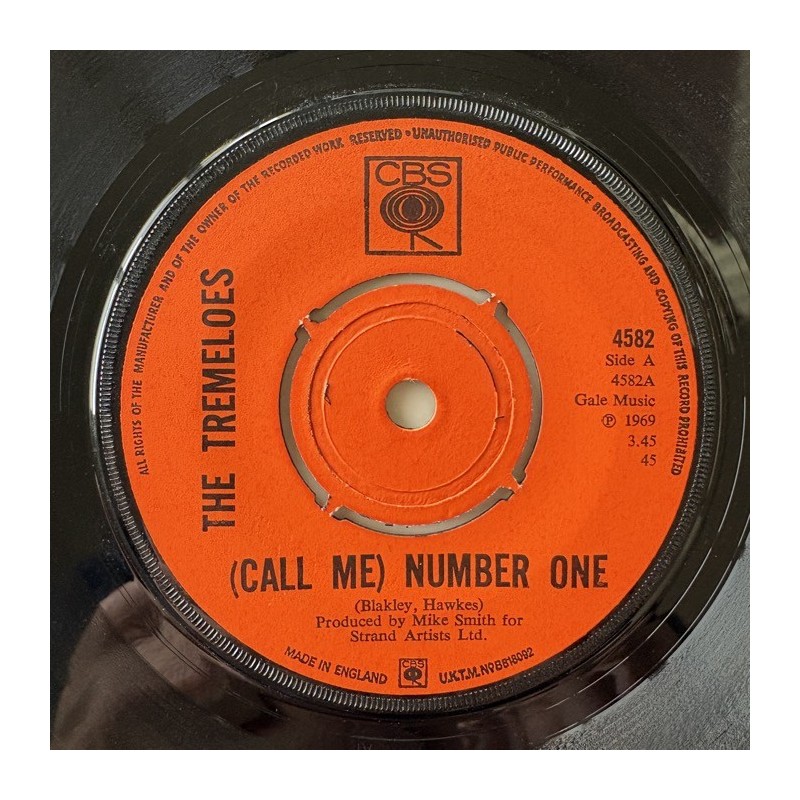 ALL RIGHTS OF THE MANUFACTURER AND OF THE OWNER OF THE RECORDED WORK RESERVED • UNAUTHORISED PUBLIC PERFORMANCE BROADCASTING AND COPYING OF THIS RECORD PROHIBITED
CBS
THE TREMELOES
4582
Side A
4582A
Gale Music
℗ 1969
3.45
45
(CALL ME) NUMBER ONE
(Blakley, Hawkes)
Produced by Mike Smith for
Strand Artists Ltd.
MADE IN ENGLAND CBS U.K.T.M. Nº B818092